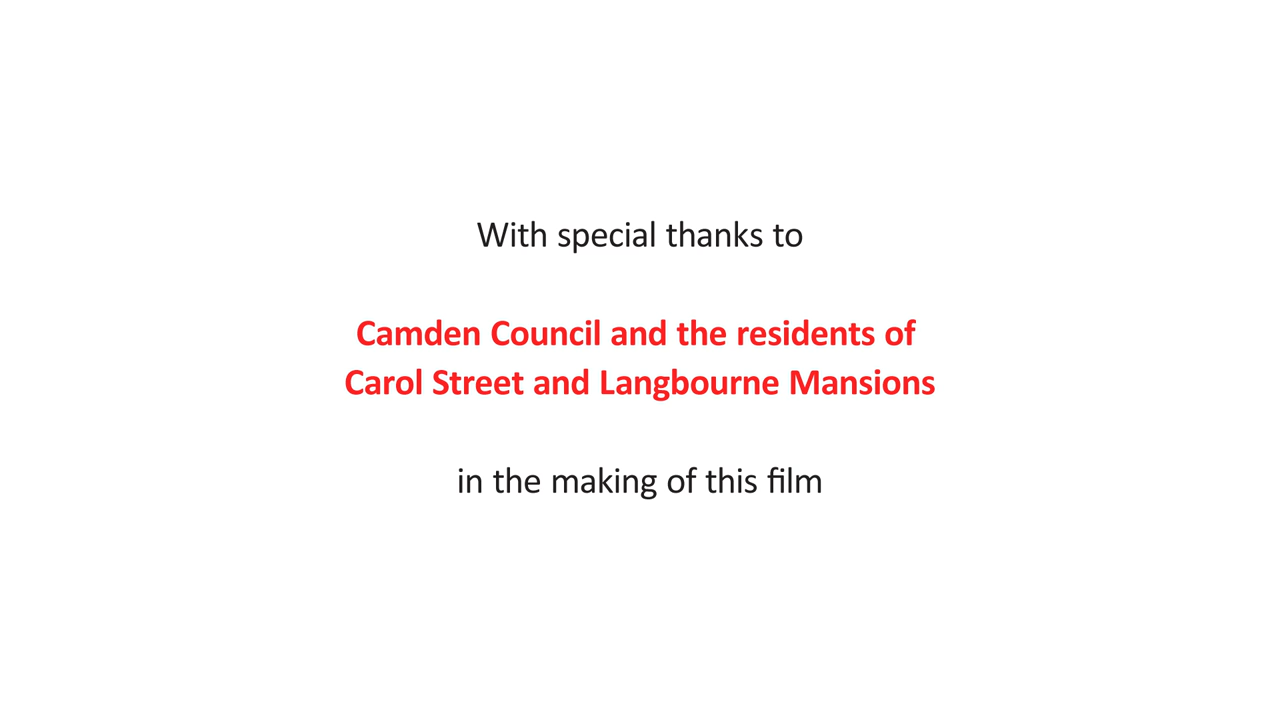 With special thanks to
Camden Council and the residents of
Carol Street and Langbourne Mansions
in the making of this film